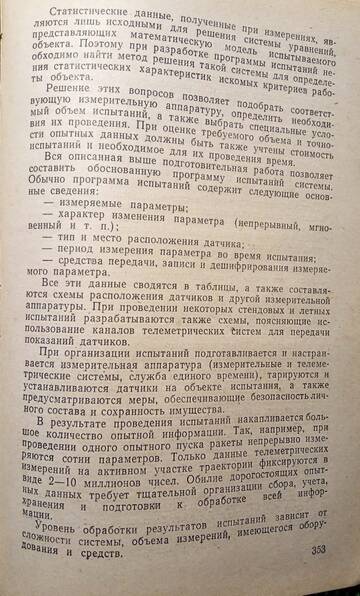 Статистические данные, полученные при измерениях, яв-
ляются лишь исходными для решения системы уравнений,
представляющих математическую модель испытываемого
объекта. Поэтому при разработке программы испытаний не-
обходимо найти метод решения такой системы для определе-
ния статистических характеристик искомых критериев рабо-
ты объекта.
Решение этих вопросов позволяет подобрать соответст-
вующую измерительную аппаратуру, определить необходи-
мый объем испытаний, а также выбрать специальные усло-
вия их проведения. При оценке требуемого объема и точно-
сти опытных данных должны быть также учтены стоимость
испытаний и необходимое для их проведения время.
Вся описанная выше подготовительная работа позволяет
составить обоснованную программу испытаний системы.
Обычно программа испытаний содержит следующие основ-
ные сведения:
— измеряемые параметры;
— характер изменения параметра (непрерывный, мгно-
венный и т. п.);
— тип и место расположения датчика;
— период измерения параметра во время испытания;
— средства передачи, записи и дешифрирования измеряе-
мого параметра.
Все эти данные сводятся в таблицы, а также составля-
ются схемы расположения датчиков и другой измерительной
аппаратуры. При проведении некоторых стендовых и летных
испытаний разрабатываются также схемы, поясняющие ис-
пользование каналов телеметрических систем для передачи
показаний датчиков.
При организации испытаний подготавливается и настраи-
вается измерительная аппаратура (измерительные и телеме-
трические системы, служба единого времени), тарируются и
устанавливаются датчики на объекте испытания, а также
предусматриваются меры, обеспечивающие безопасность лич-
ного состава и сохранность имущества.
В результате проведения испытаний накапливается боль-
шое количество опытной информации. Так, например, при
проведении одного опытного пуска ракеты непрерывно изме-
ряются сотни параметров. Только данные телеметрических
измерений на активном участке траектории фиксируются в
виде 2—10 миллионов чисел. Обилие дорогостоящих опыт-
ных данных требует тщательной организации сбора, учета,
хранения и подготовки к обработке всей инфор-
мации.
Уровень обработки результатов испытаний зависит от
сложности системы, объема измерений, имеющегося обору-
дования и средств.
353